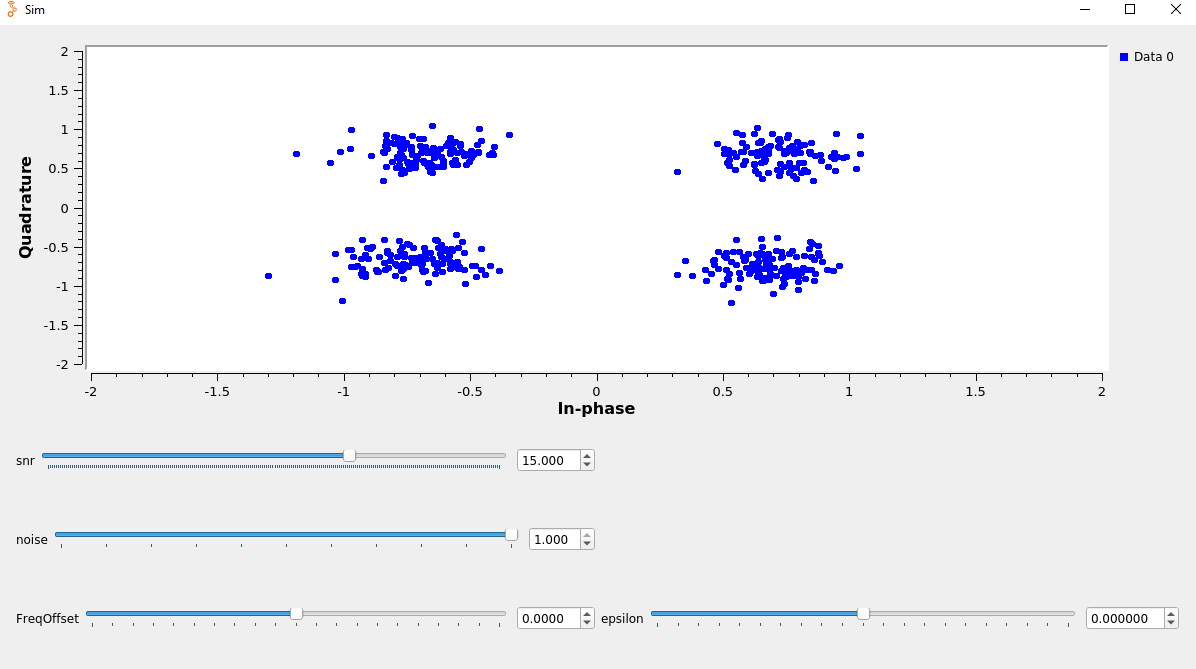 Sim
Data 0
Quadrature
2
1.5
1
0.5
0
-0.5
-1
-1.5
-2
-2 -1.5 -1 -0.5 0 0.5 1 1.5 2
In-phase
snr 15.000
noise 1.000
FreqOffset 0.0000 epsilon 0.000000